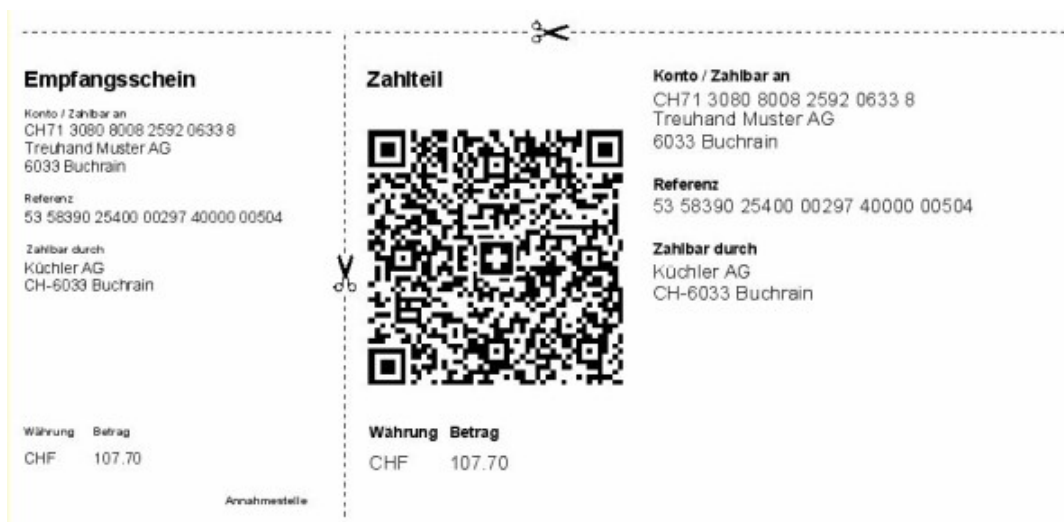 Empfangsschein
Konto / Zahlbar an
CH71 3080 8008 2592 0633 8
Treuhand Muster AG
6033 Buchrain
Referenz
53 58390 25400 00297 40000 00504
Zahlbar durch
Küchler AG
CH-6033 Buchrain
Währung Betrag
CHF 107.70
Annahmestelle
Zahlteil
Währung Betrag
CHF 107.70
Konto / Zahlbar an
CH71 3080 8008 2592 0633 8
Treuhand Muster AG
6033 Buchrain
Referenz
53 58390 25400 00297 40000 00504
Zahlbar durch
Küchler AG
CH-6033 Buchrain